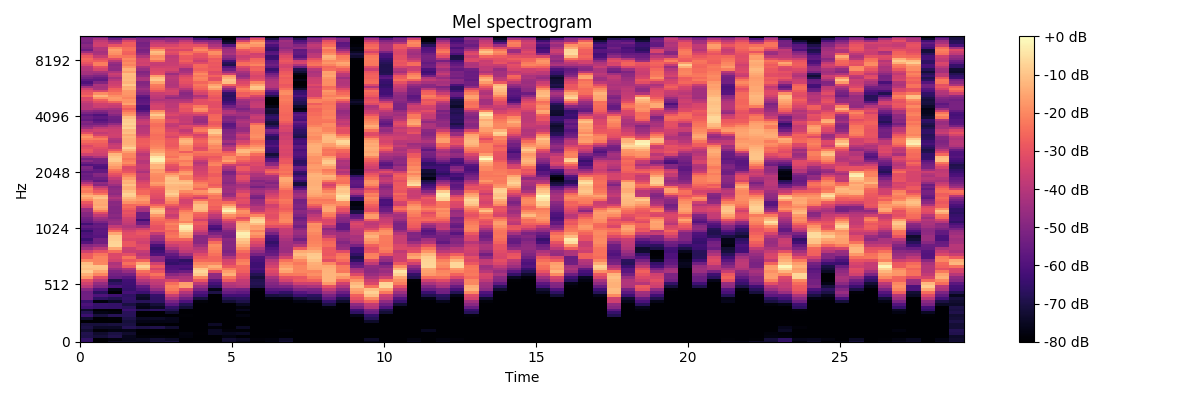 Mel spectrogram
Hz
8192
4096
2048
1024
512
0
0 5 10 15 20 25
Time
+0 dB
-10 dB
-20 dB
-30 dB
-40 dB
-50 dB
-60 dB
-70 dB
-80 dB